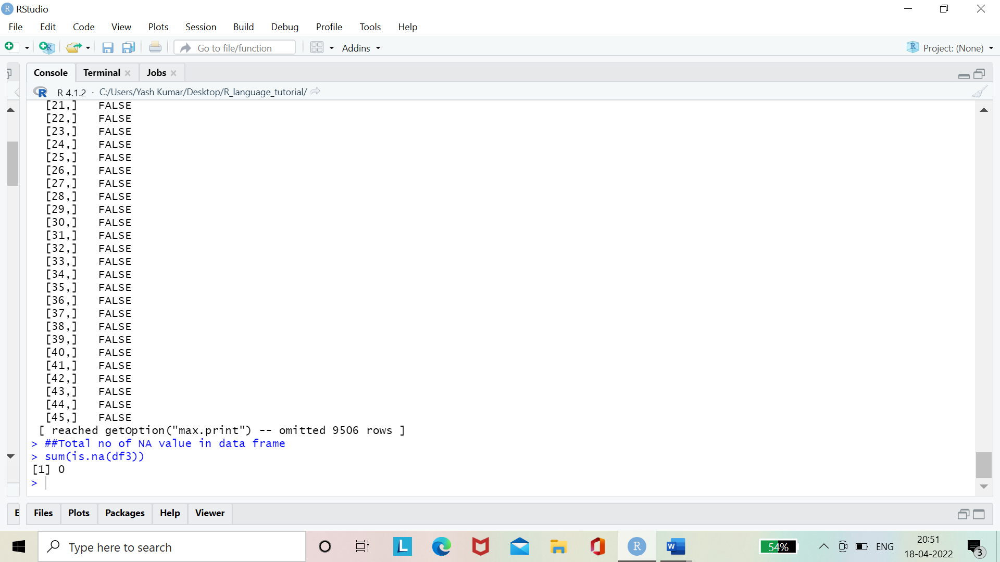 RStudio
File Edit Code View Plots Session Build Debug Profile Tools Help
Go to file/function Addins Project: (None)
Console Terminal Jobs
R 4.1.2 · C:/Users/Yash Kumar/Desktop/R_language_tutorial/
[21,] FALSE
[22,] FALSE
[23,] FALSE
[24,] FALSE
[25,] FALSE
[26,] FALSE
[27,] FALSE
[28,] FALSE
[29,] FALSE
[30,] FALSE
[31,] FALSE
[32,] FALSE
[33,] FALSE
[34,] FALSE
[35,] FALSE
[36,] FALSE
[37,] FALSE
[38,] FALSE
[39,] FALSE
[40,] FALSE
[41,] FALSE
[42,] FALSE
[43,] FALSE
[44,] FALSE
[45,] FALSE
[ reached getOption("max.print") -- omitted 9506 rows ]
> ##Total no of NA value in data frame
> sum(is.na(df3))
[1] 0
>
E Files Plots Packages Help Viewer
Type here to search
54%
ENG
20:51
18-04-2022
3